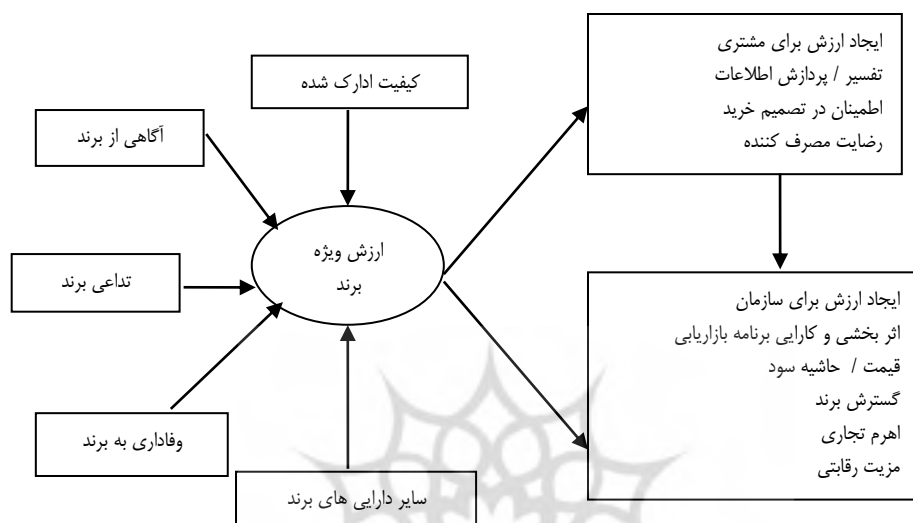 ایجاد ارزش برای مشتری
تفسیر / پردازش اطلاعات
اطمینان در تصمیم خرید
رضایت مصرف کننده
کیفیت ادارک شده
آگاهی از برند
ارزش ویژه
برند
تداعی برند
وفاداری به برند
سایر دارایی های برند
ایجاد ارزش برای سازمان
اثر بخشی و کارایی برنامه بازاریابی
قیمت / حاشیه سود
گسترش برند
اهرم تجاری
مزیت رقابتی